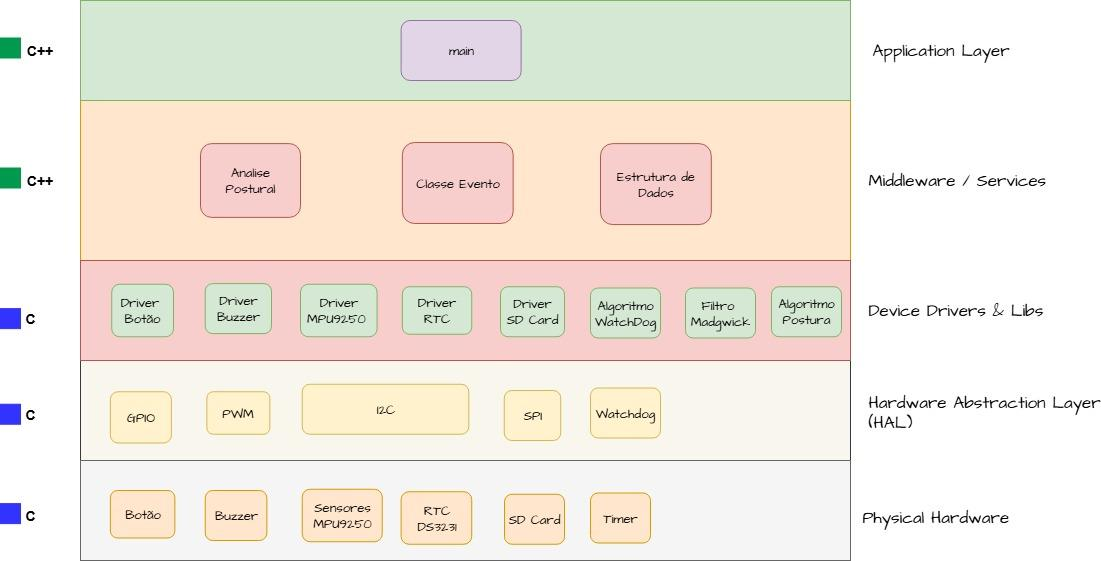 C++
main
Application Layer
C++
Analise
Postural
Classe Evento
Estrutura de
Dados
Middleware / Services
C
Driver
Botão
Driver
Buzzer
Driver
MPU9250
Driver
RTC
Driver
SD Card
Algoritmo
WatchDog
Filtro
Madgwick
Algoritmo
Postura
Device Drivers & Libs
C
GPIO
PWM
I2C
SPI
Watchdog
Hardware Abstraction Layer
(HAL)
C
Botão
Buzzer
Sensores
MPU9250
RTC
DS3231
SD Card
Timer
Physical Hardware